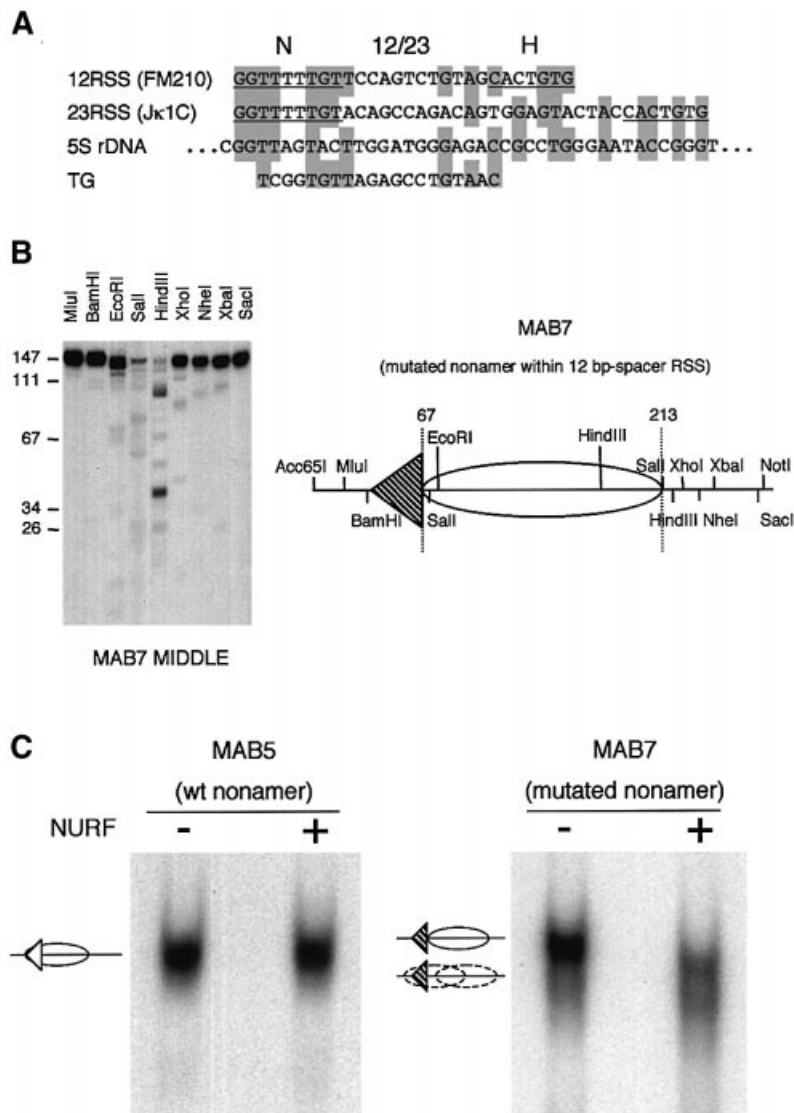 A
N 12/23 H
12RSS (FM210) GGTTTTTGTTCCAGTCTGTAGCACTGTG
23RSS (Jκ1C) GGTTTTTGTACAGCCAGACAGTGGAGTACTACCACTGTG
5S rDNA ...CGGTTAGTACTTGGATGGGAGACCGCCTGGGAATACCGGGT...
TG TCGGTGTTAGAGCCTGTAAC
B
MluI BamHI EcoRI SalI HindIII XhoI NheI XbaI SacI
147
111
67
34
26
MAB7 MIDDLE
MAB7
(mutated nonamer within 12 bp-spacer RSS)
67 213
EcoRI HindIII
Acc65I MluI SalI XhoI XbaI NotI
BamHI SalI HindIII NheI SacI
C
MAB5 MAB7
(wt nonamer) (mutated nonamer)
NURF - + - +